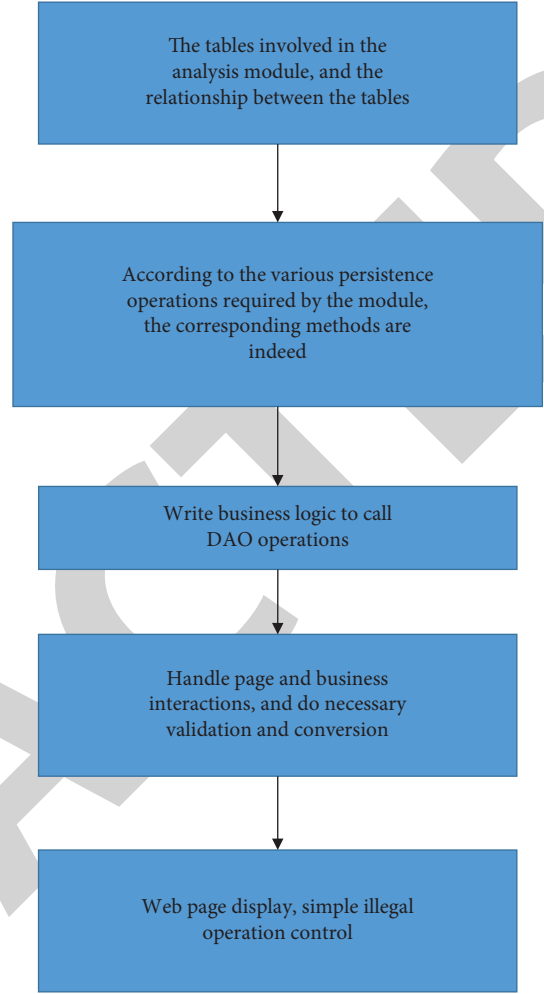 The tables involved in the
analysis module, and the
relationship between the tables
According to the various persistence
operations required by the module,
the corresponding methods are
indeed
Write business logic to call
DAO operations
Handle page and business
interactions, and do necessary
validation and conversion
Web page display, simple illegal
operation control